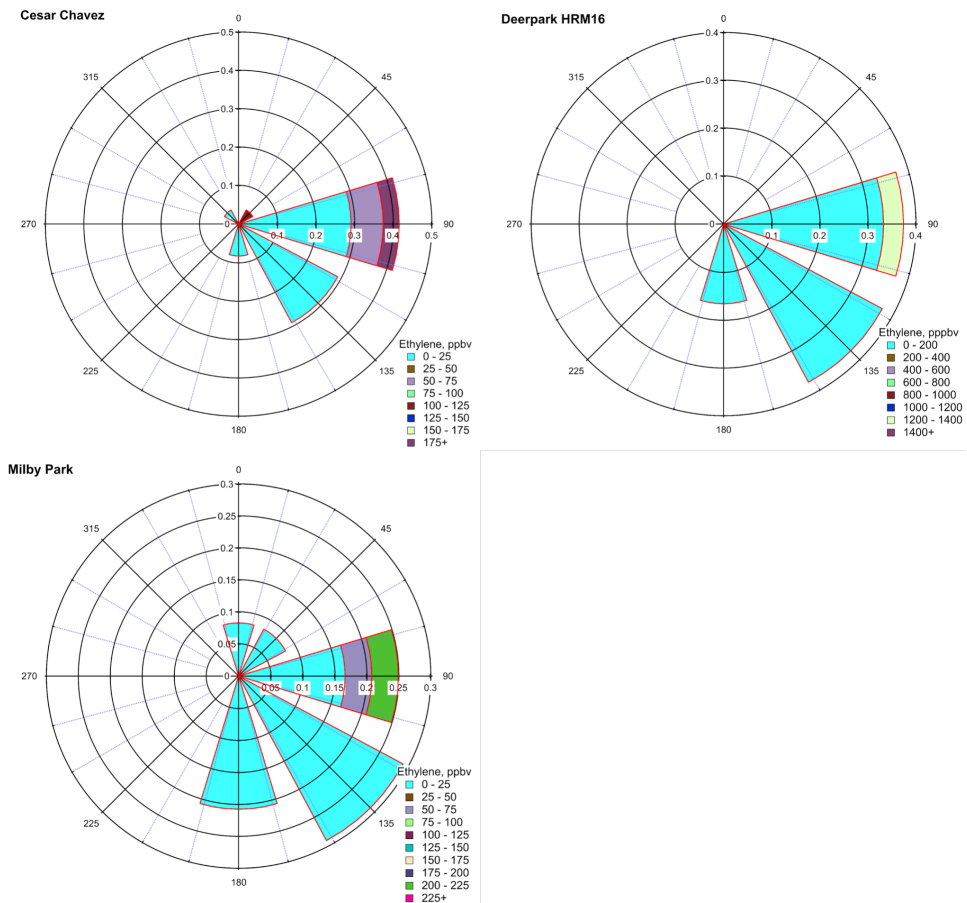 Cesar Chavez
0
0.5
0.4
0.3
0.2
0.1
0
315
45
270
0.1
0.2
0.3
0.4
0.5
90
225
135
180
Ethylene, ppbv
0 - 25
25 - 50
50 - 75
75 - 100
100 - 125
125 - 150
150 - 175
175+
Deerpark HRM16
0
0.4
0.3
0.2
0.1
0
315
45
270
0.1
0.2
0.3
0.4
90
225
135
180
Ethylene, pppbv
0 - 200
200 - 400
400 - 600
600 - 800
800 - 1000
1000 - 1200
1200 - 1400
1400+
Milby Park
0
0.3
0.25
0.2
0.15
0.1
0.05
0
315
45
270
0.05
0.1
0.15
0.2
0.25
0.3
90
225
135
180
Ethylene, ppbv
0 - 25
25 - 50
50 - 75
75 - 100
100 - 125
125 - 150
150 - 175
175 - 200
200 - 225
225+